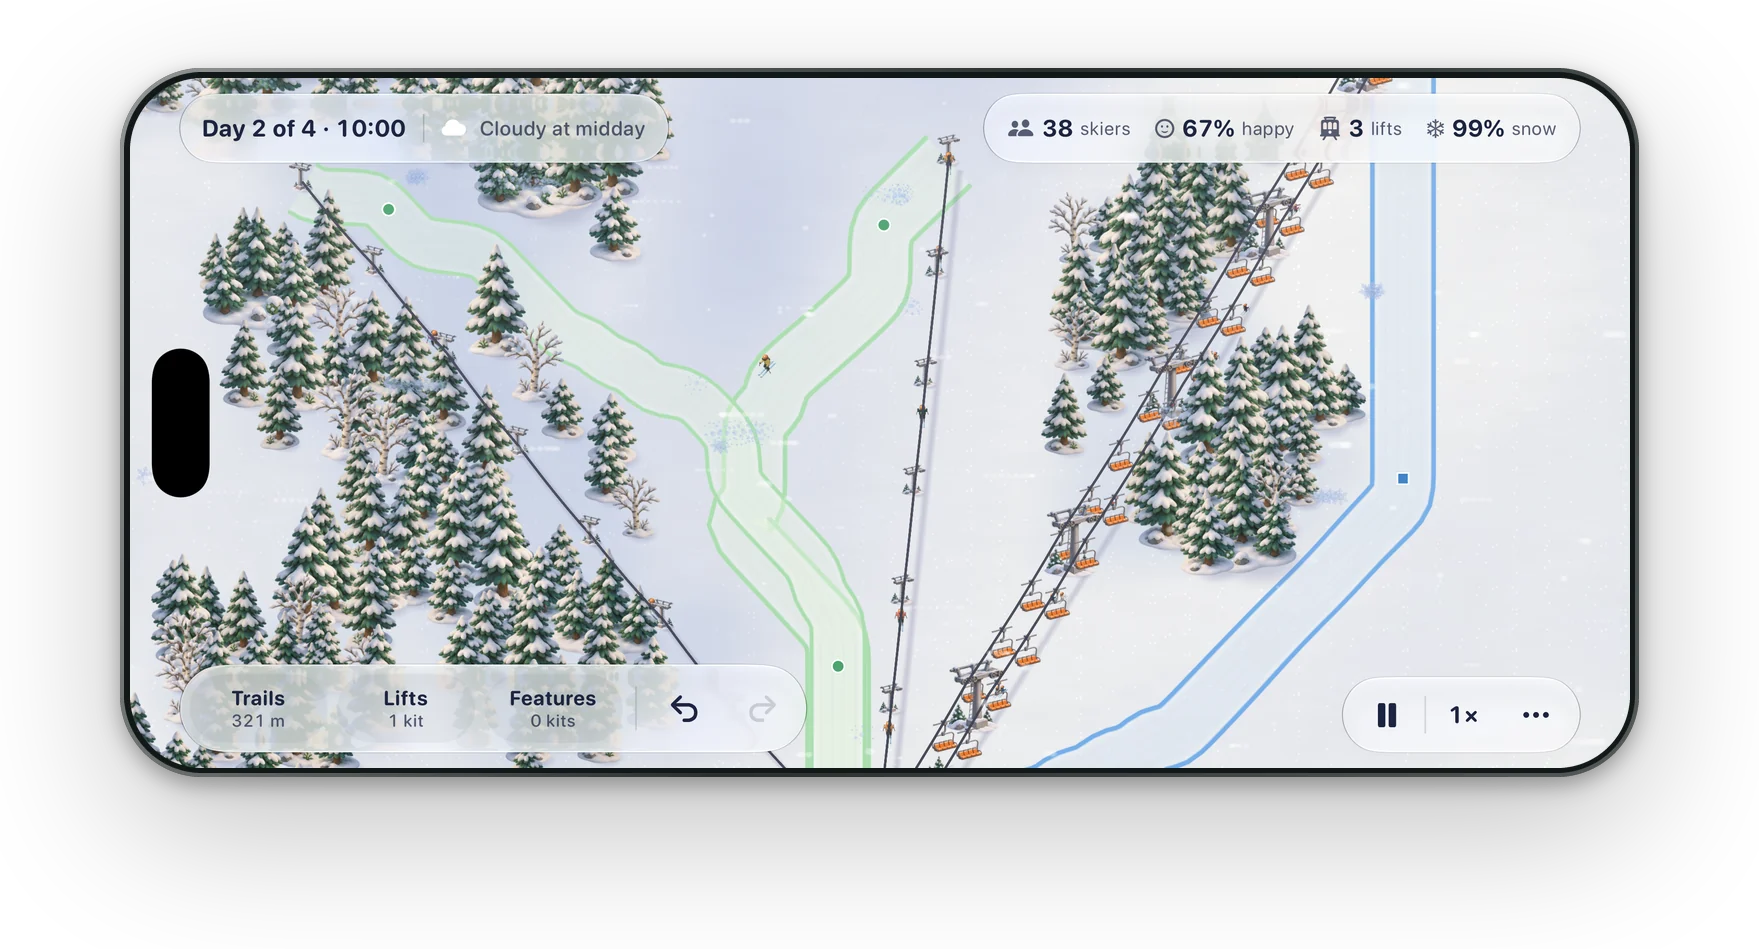 Day 2 of 4 · 10:00
Cloudy at midday
38 skiers
67% happy
3 lifts
99% snow
Trails
321 m
Lifts
1 kit
Features
0 kits
1×